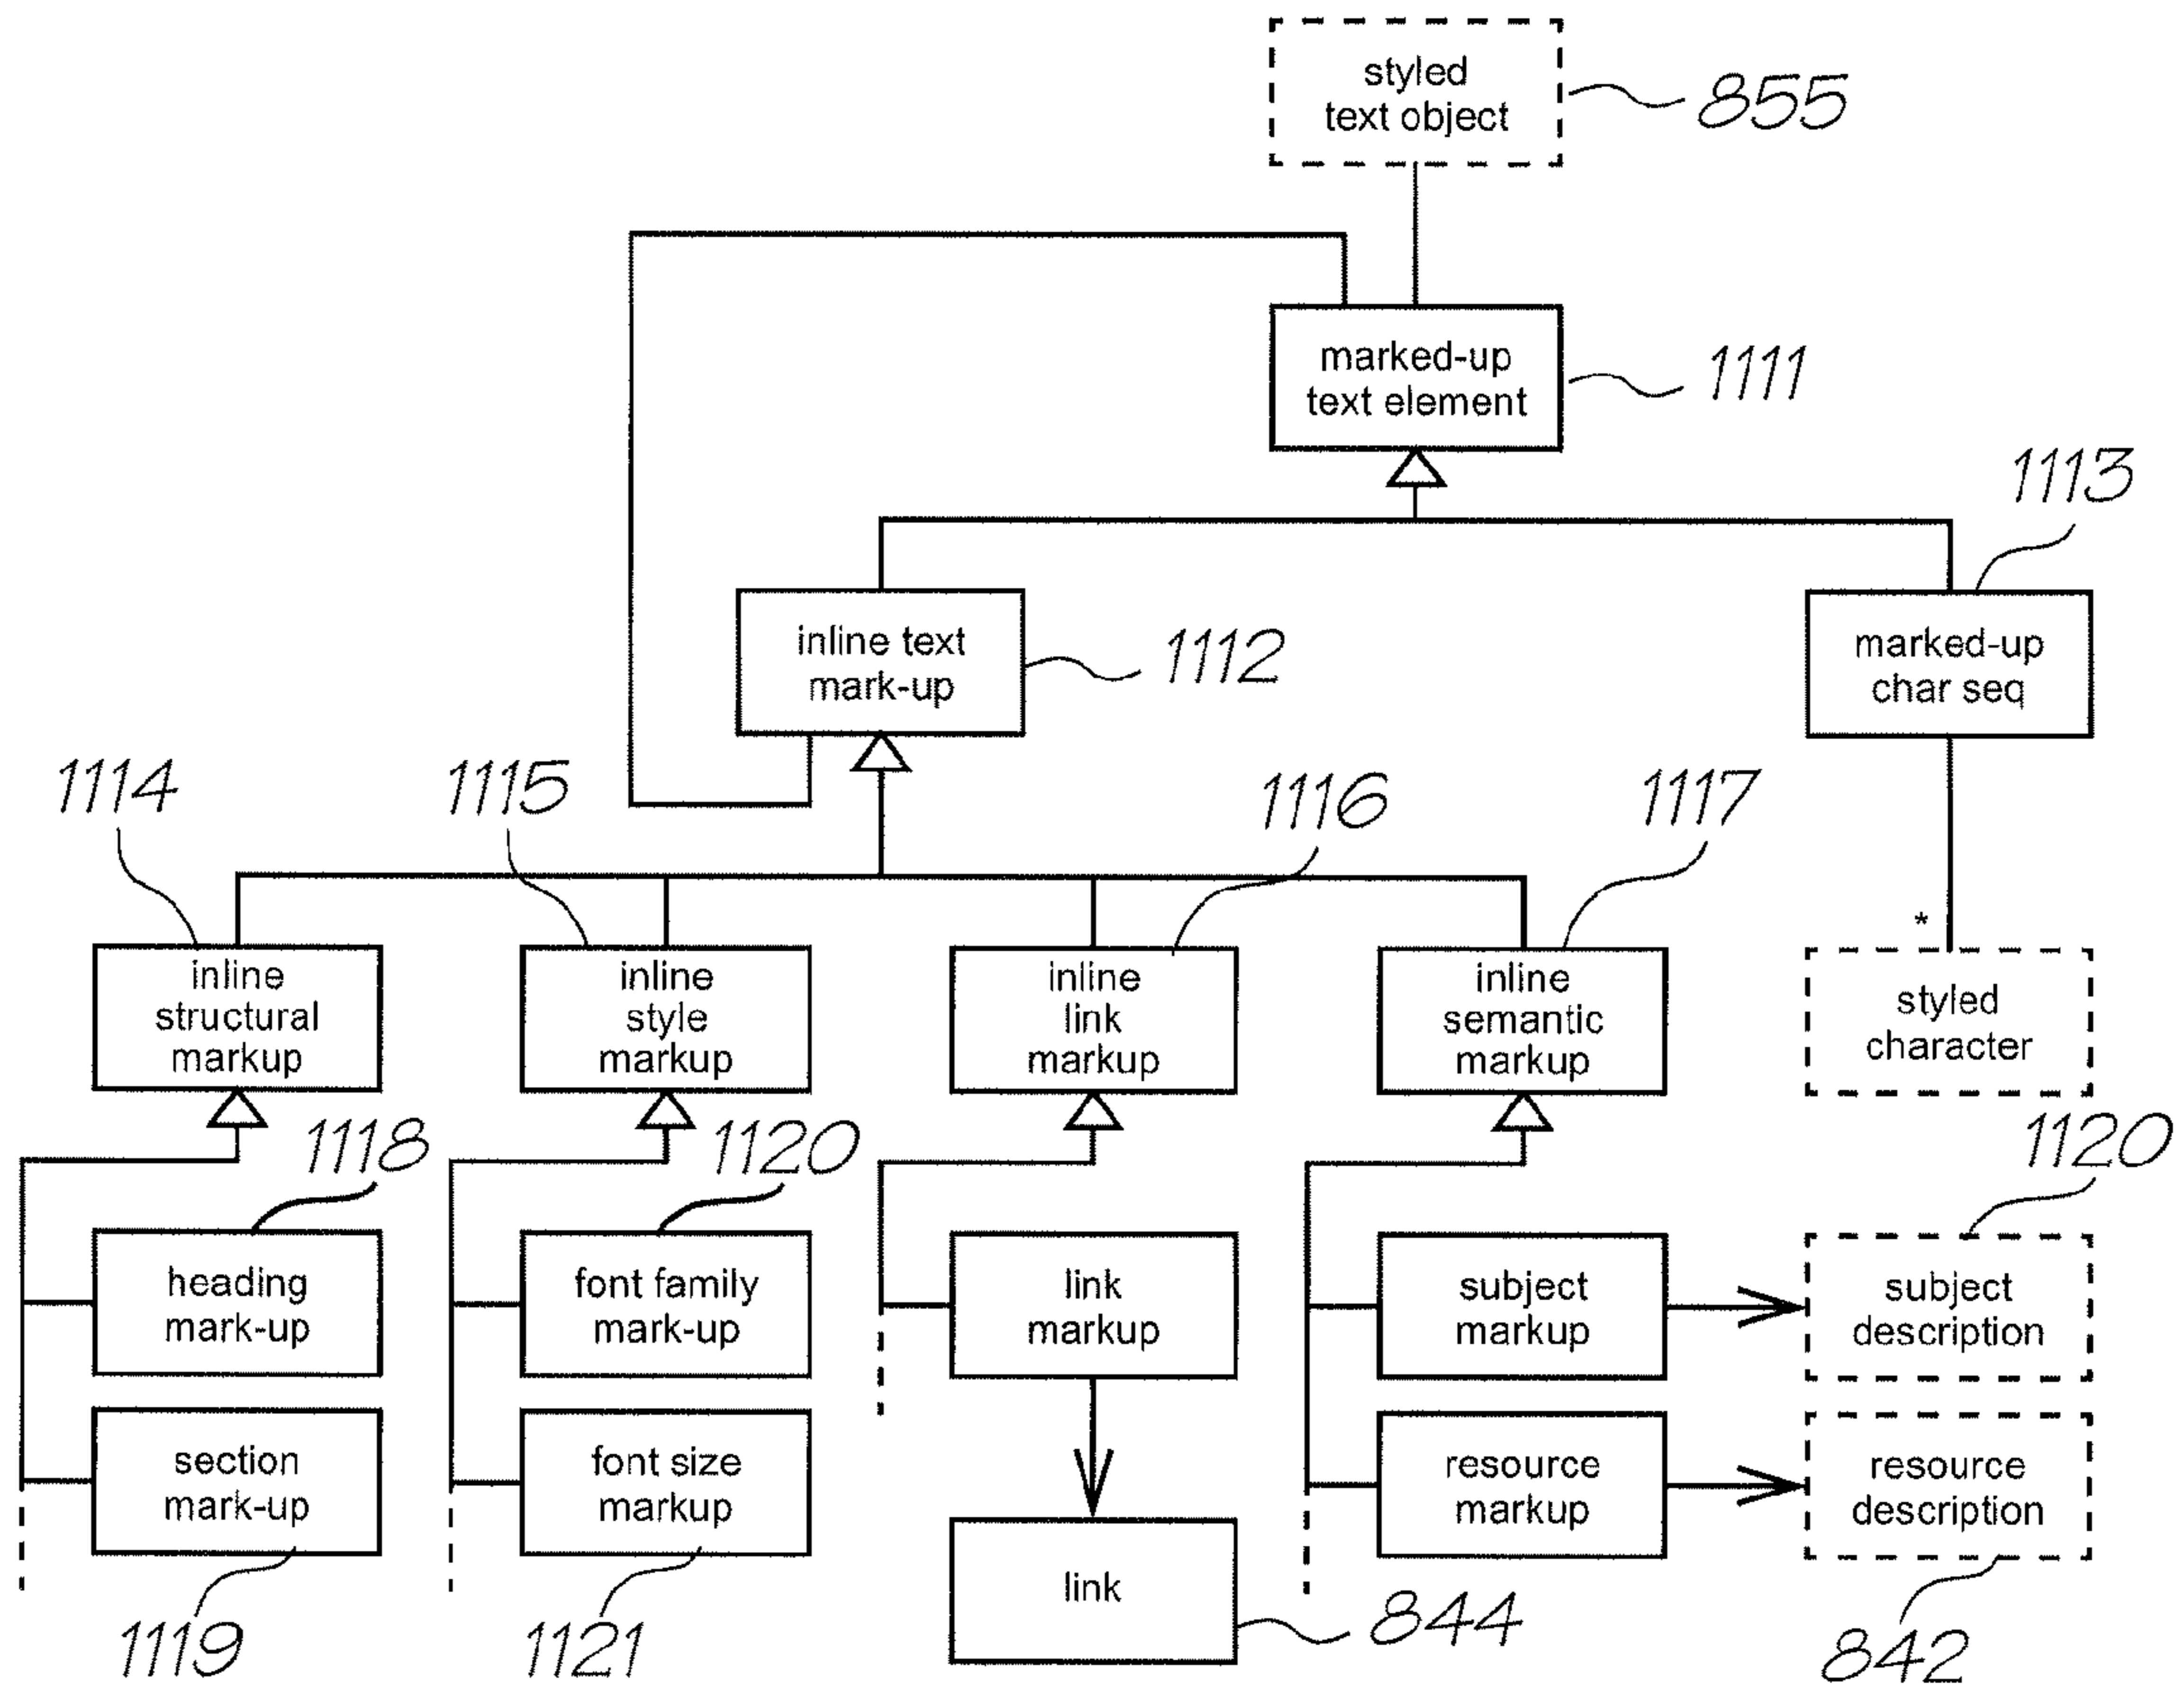 styled
text object
855
marked-up
text element
1111
1113
inline text
mark-up
1112
marked-up
char seq
1114
1115
1116
1117
*
inline
structural
markup
inline
style
markup
inline
link
markup
inline
semantic
markup
styled
character
1118
1120
1120
heading
mark-up
font family
mark-up
link
markup
subject
markup
subject
description
section
mark-up
font size
markup
resource
markup
resource
description
link
1119
1121
844
842